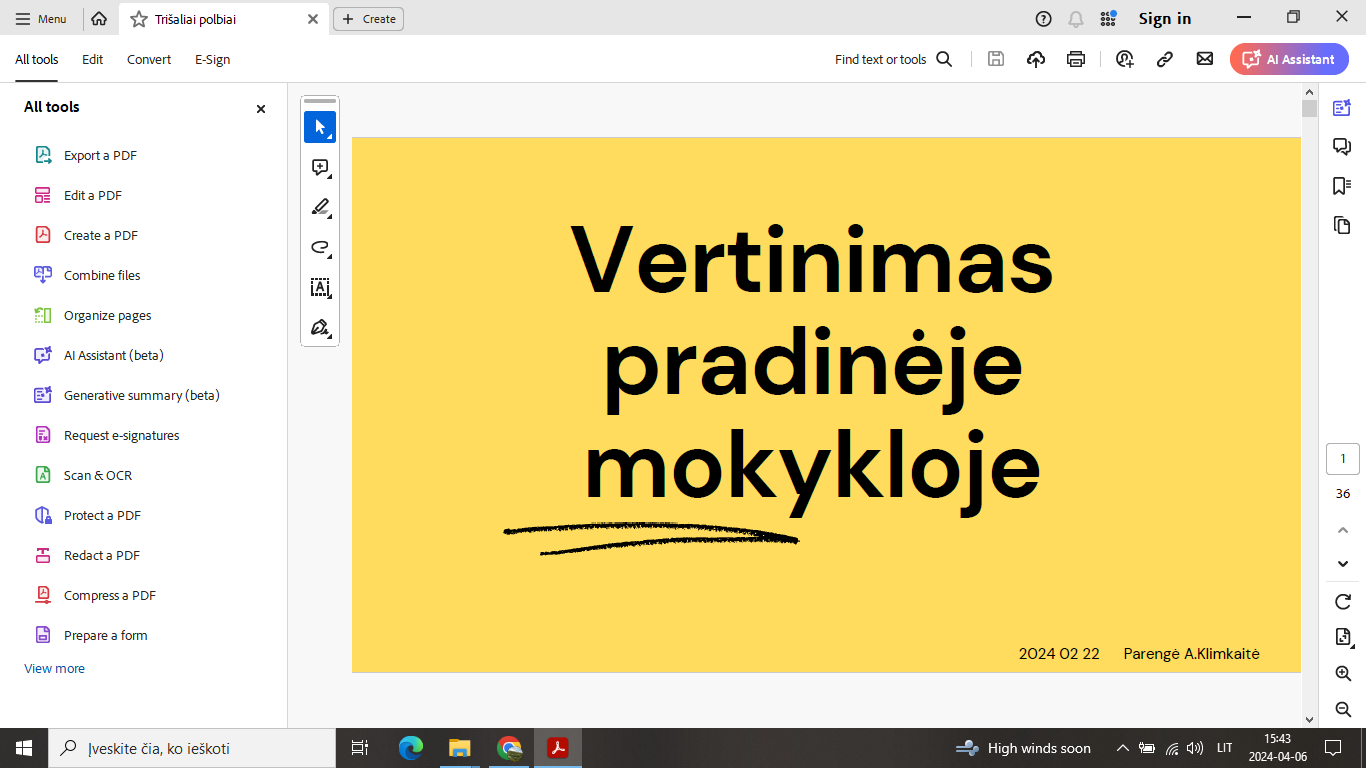 Menu
Trišaliai polbiai
Create
Sign in
All tools
Edit
Convert
E-Sign
Find text or tools
AI Assistant
All tools
Export a PDF
Edit a PDF
Create a PDF
Combine files
Organize pages
AI Assistant (beta)
Generative summary (beta)
Request e-signatures
Scan & OCR
Protect a PDF
Redact a PDF
Compress a PDF
Prepare a form
View more
Vertinimas
pradinėje
mokykloje
2024 02 22 Parengė A.Klimkaitė
1
36
Įveskite čia, ko ieškoti
High winds soon
LIT
15:43
2024-04-06